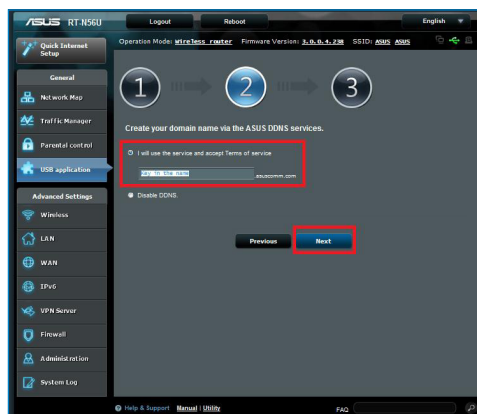 ASUS RT-N56U
Logout
Reboot
English
Operation Mode: Wireless router Firmware Version: 3.0.0.4.238 SSID: ASUS ASUS
Quick Internet
Setup
General
Network Map
Traffic Manager
Parental control
USB application
Advanced Settings
Wireless
LAN
WAN
IPv6
VPN Server
Firewall
Administration
System Log
1
2
3
Create your domain name via the ASUS DDNS services.
I will use the service and accept Terms of service
Key in the name
.asuscomm.com
Disable DDNS.
Previous
Next
Help & Support Manual | Utility
FAQ